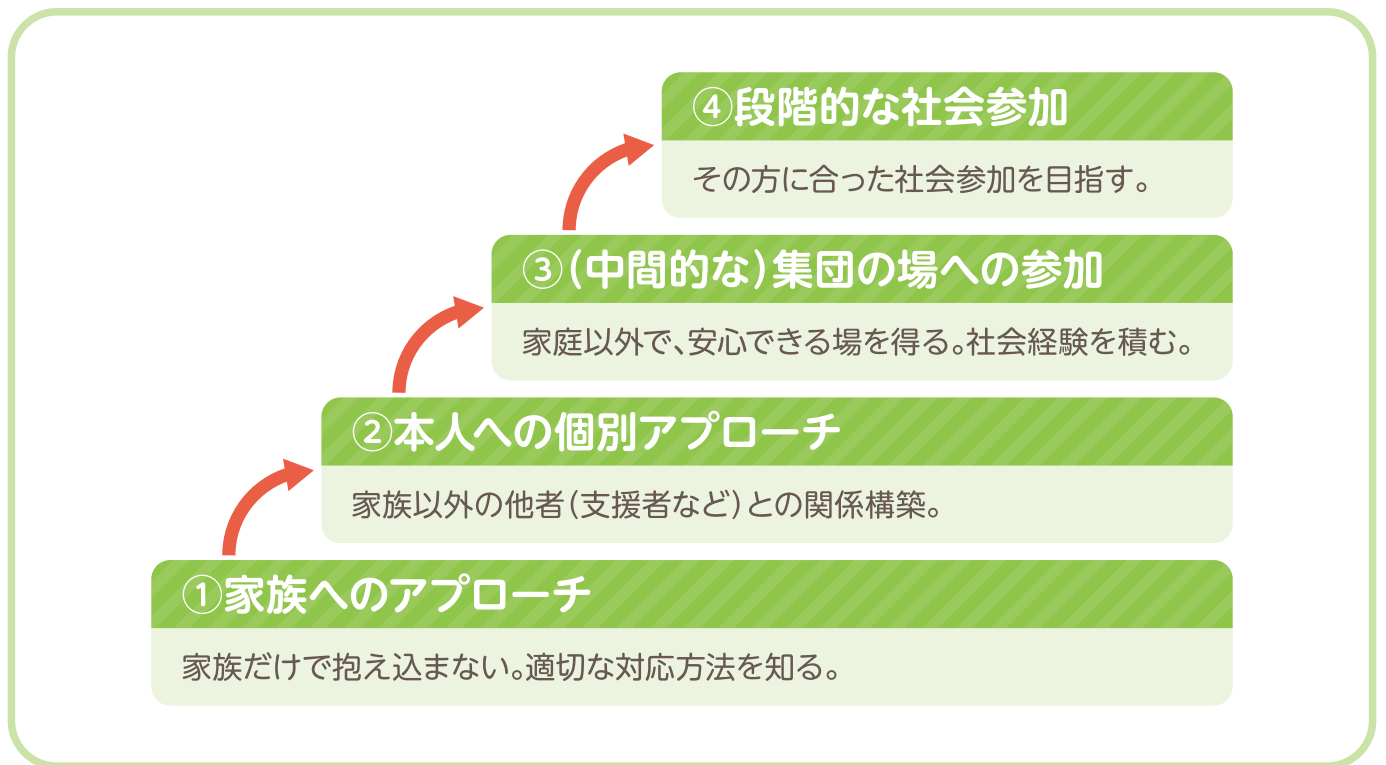 ④段階的な社会参加
その方に合った社会参加を目指す。
③(中間的な)集団の場への参加
家庭以外で、安心できる場を得る。社会経験を積む。
②本人への個別アプローチ
家族以外の他者(支援者など)との関係構築。
①家族へのアプローチ
家族だけで抱え込まない。適切な対応方法を知る。